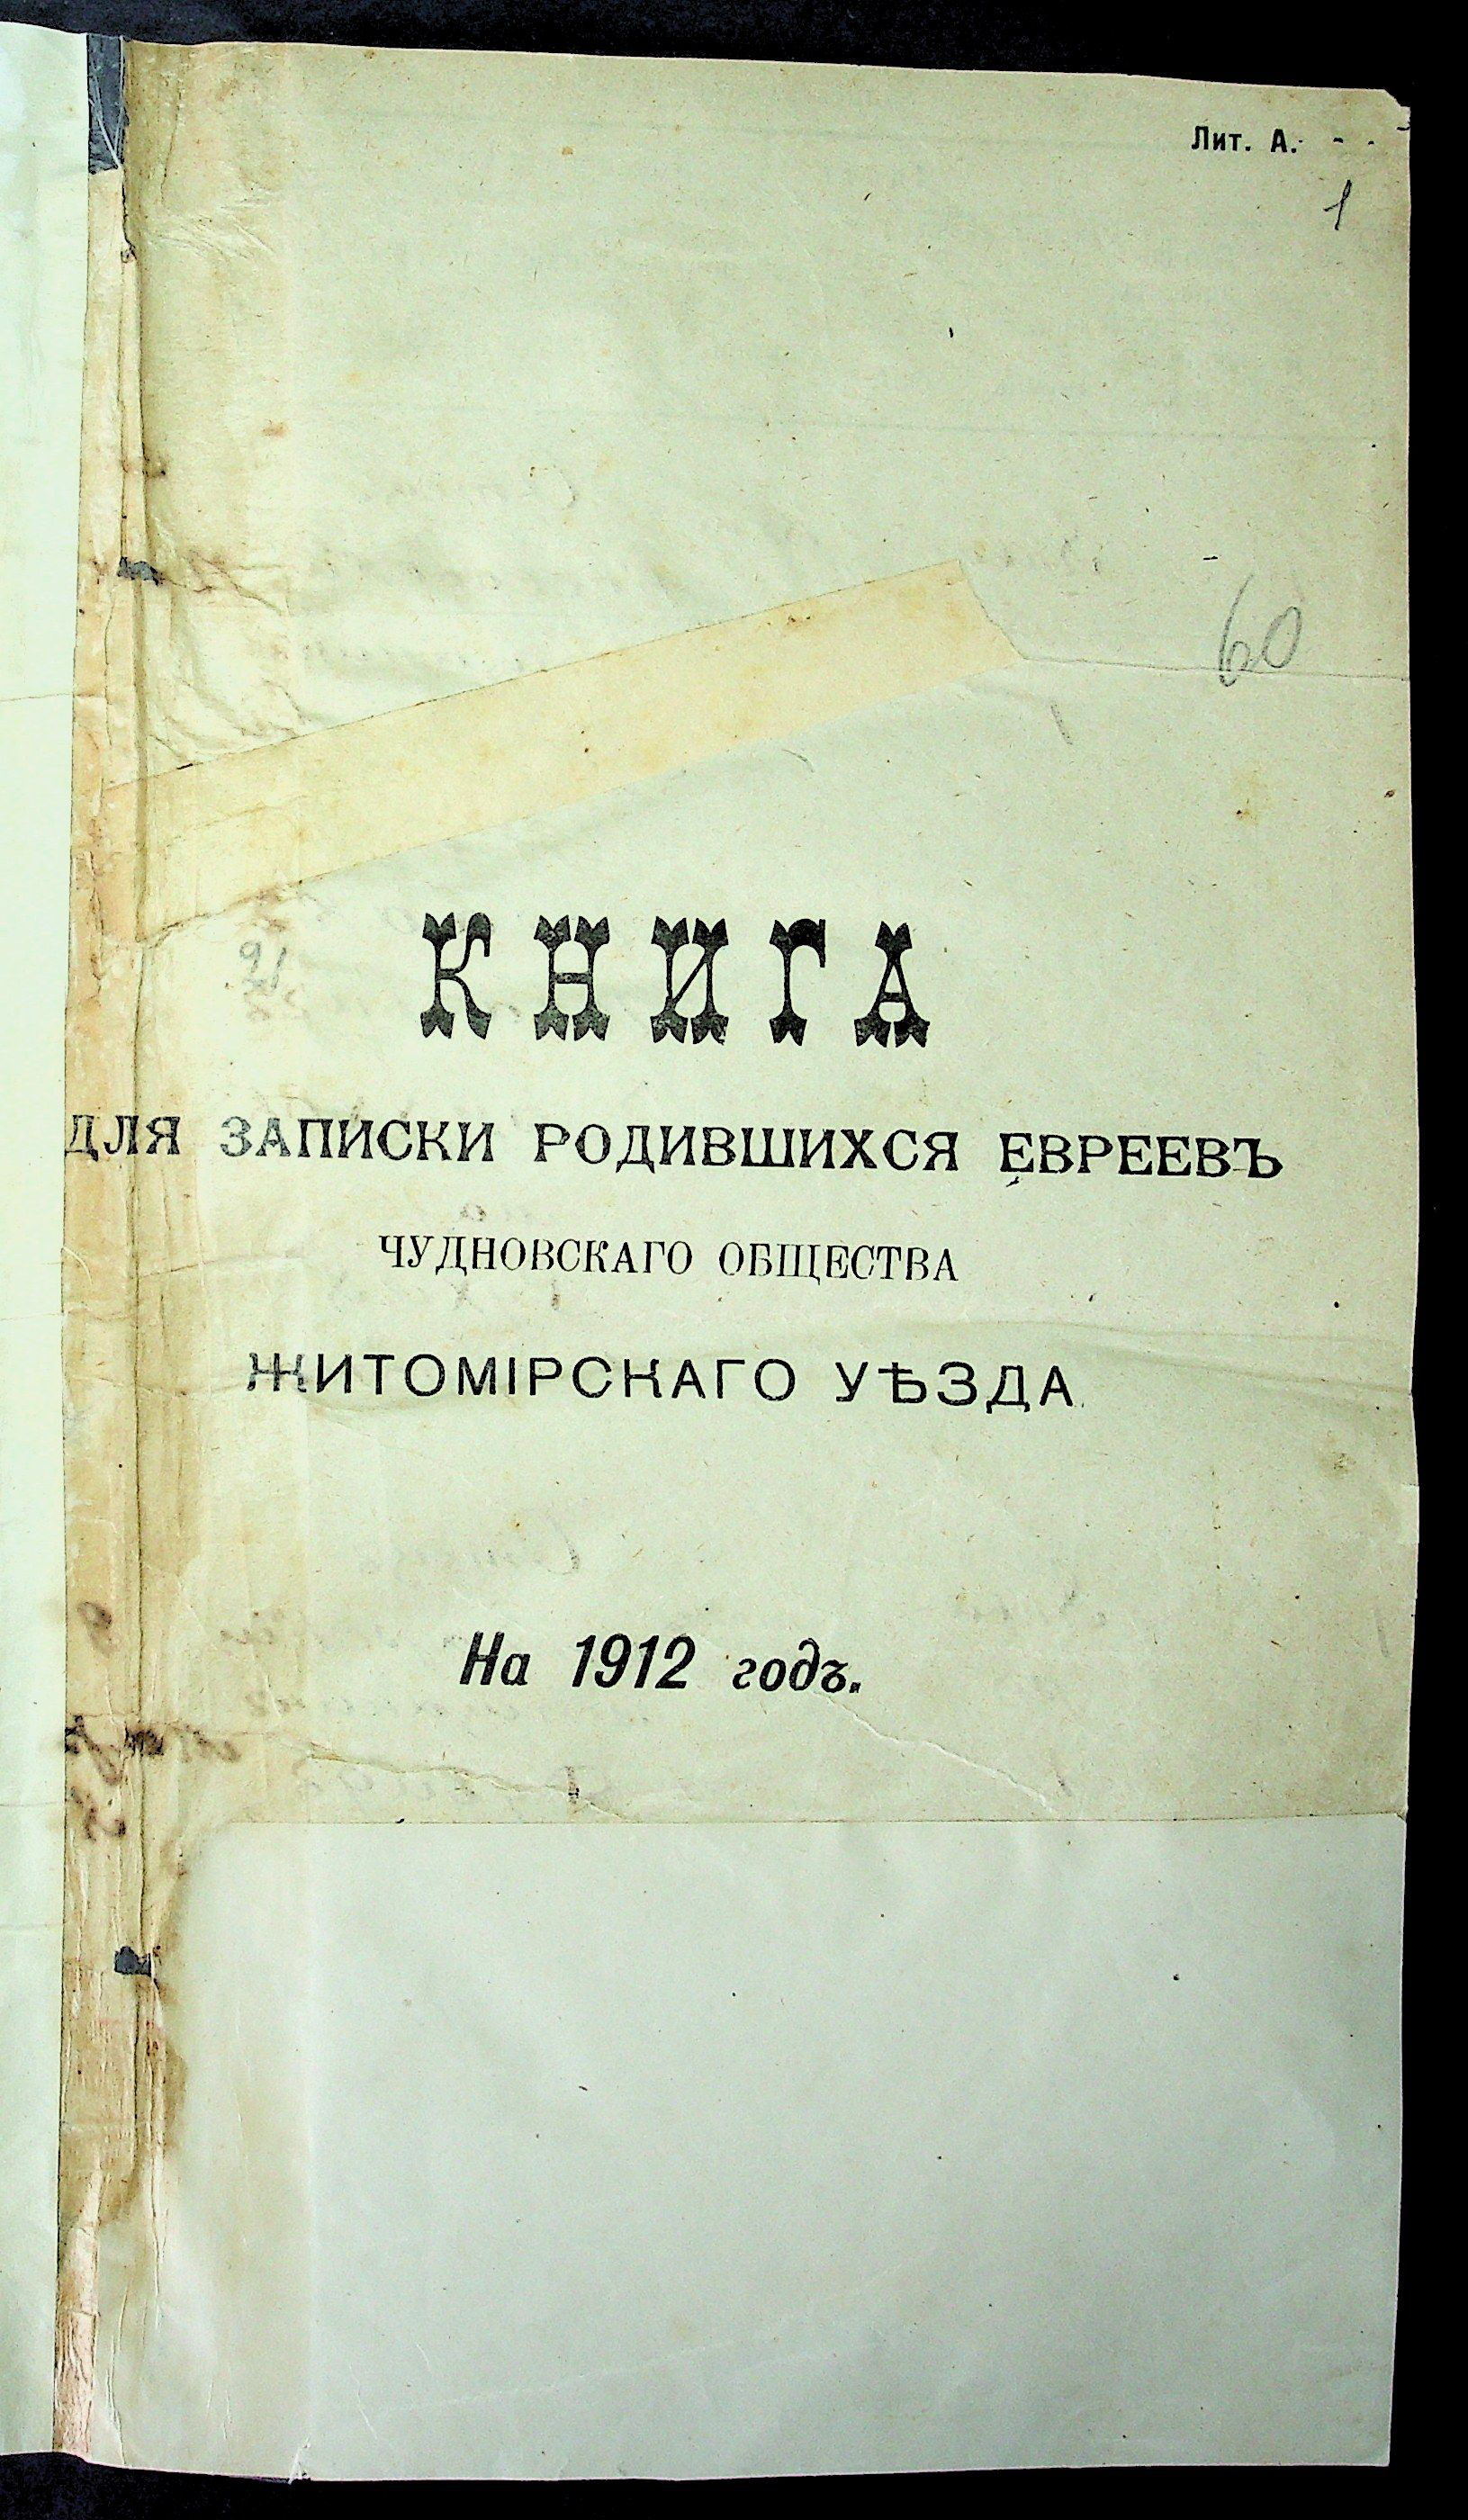 Лит. А.
1
60
КНИГА
ДЛЯ ЗАПИСКИ РОДИВШИХСЯ ЕВРЕЕВЪ
ЧУДНОВСКАГО ОБЩЕСТВА
ЖИТОМІРСКАГО УѢЗДА.
На 1912 годъ.